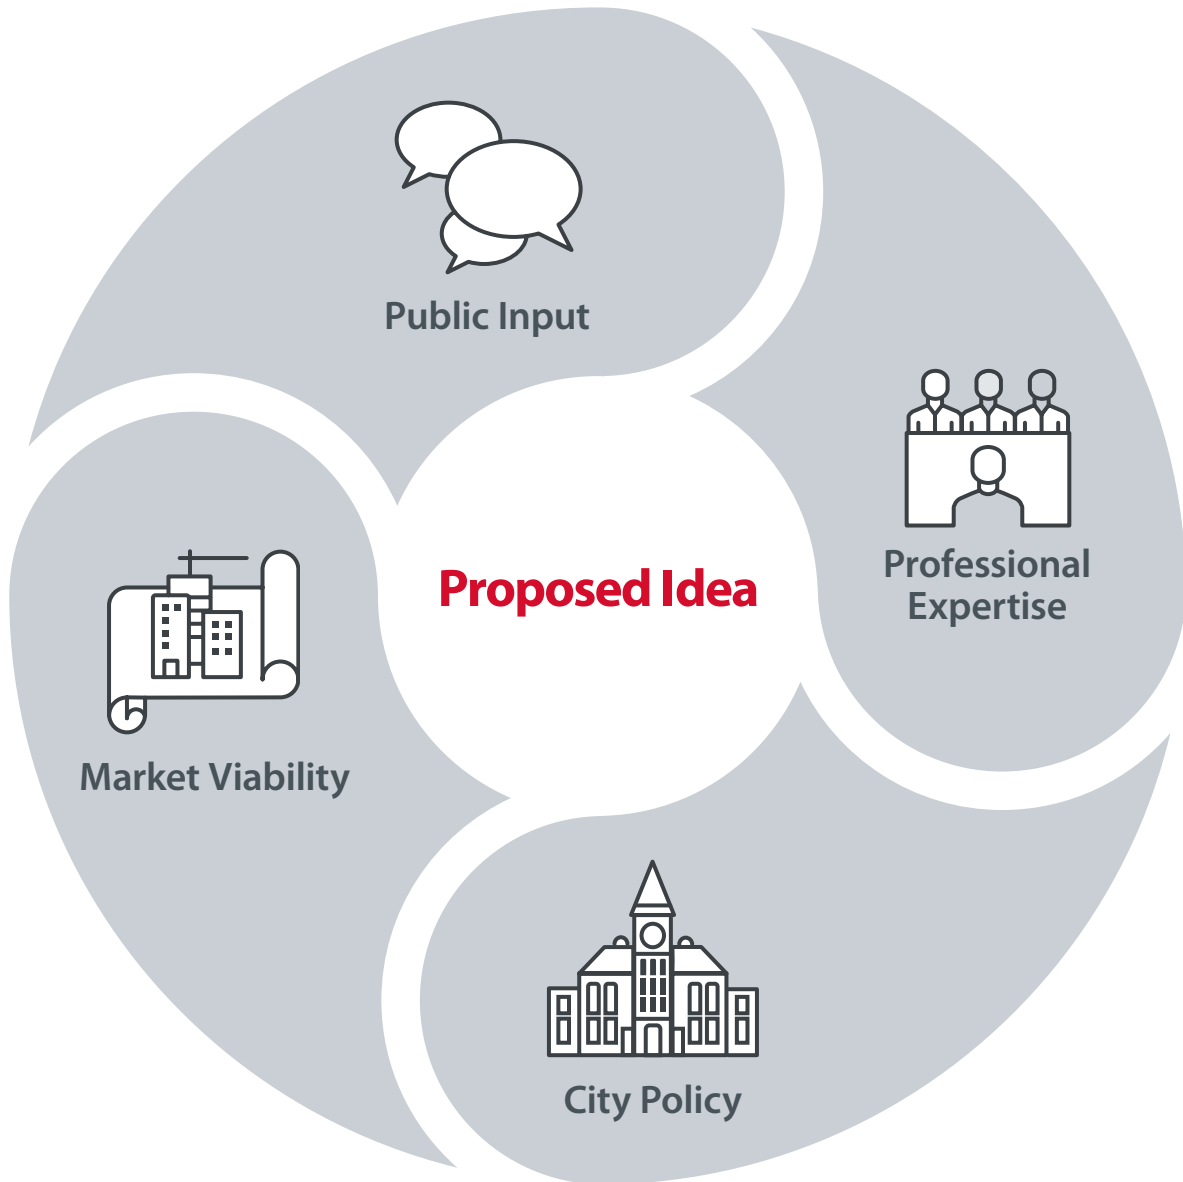 Public Input
Professional
Expertise
Proposed Idea
Market Viability
City Policy